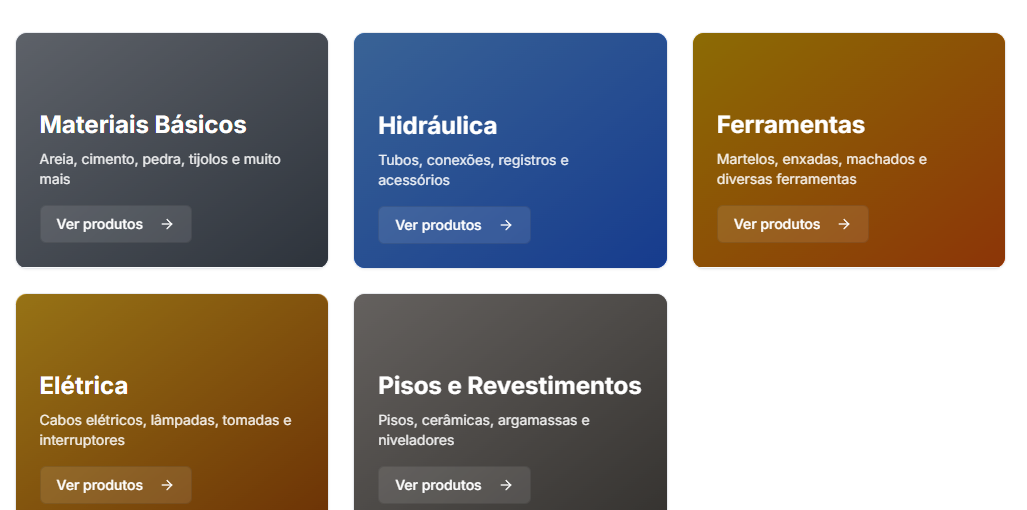 Materiais Básicos
Areia, cimento, pedra, tijolos e muito
mais
Ver produtos →
Hidráulica
Tubos, conexões, registros e
acessórios
Ver produtos →
Ferramentas
Martelos, enxadas, machados e
diversas ferramentas
Ver produtos →
Elétrica
Cabos elétricos, lâmpadas, tomadas e
interruptores
Ver produtos →
Pisos e Revestimentos
Pisos, cerâmicas, argamassas e
niveladores
Ver produtos →